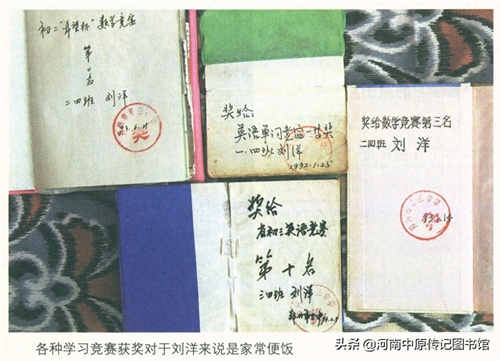 初二“希望杯”数学竞赛
第 名
二四班 刘洋
奖
奖给:
英语单词竞赛一等奖
一.四班 刘洋
1992.1.25
奖给数学竞赛第三名
二四班 刘洋
奖给
省初三英语竞赛
第十名
三四班 刘洋
各种学习竞赛获奖对于刘洋来说是家常便饭
头条 @河南中原传记图书馆